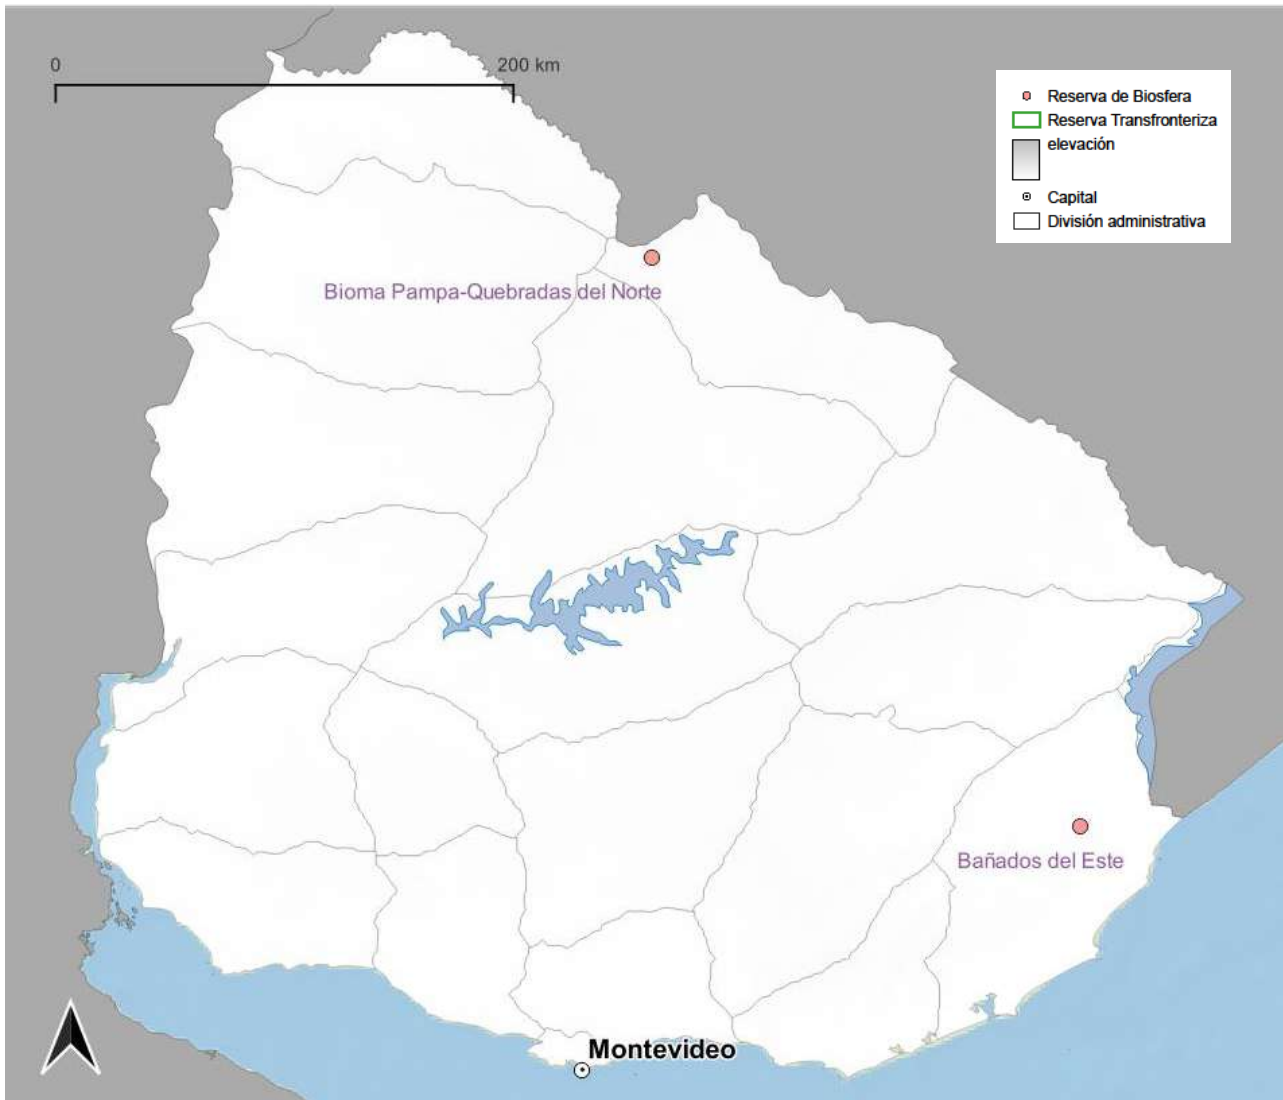 0 200 km
Reserva de Biosfera
Reserva Transfronteriza
elevación
Capital
División administrativa
Bioma Pampa-Quebradas del Norte
Bañados del Este
Montevideo